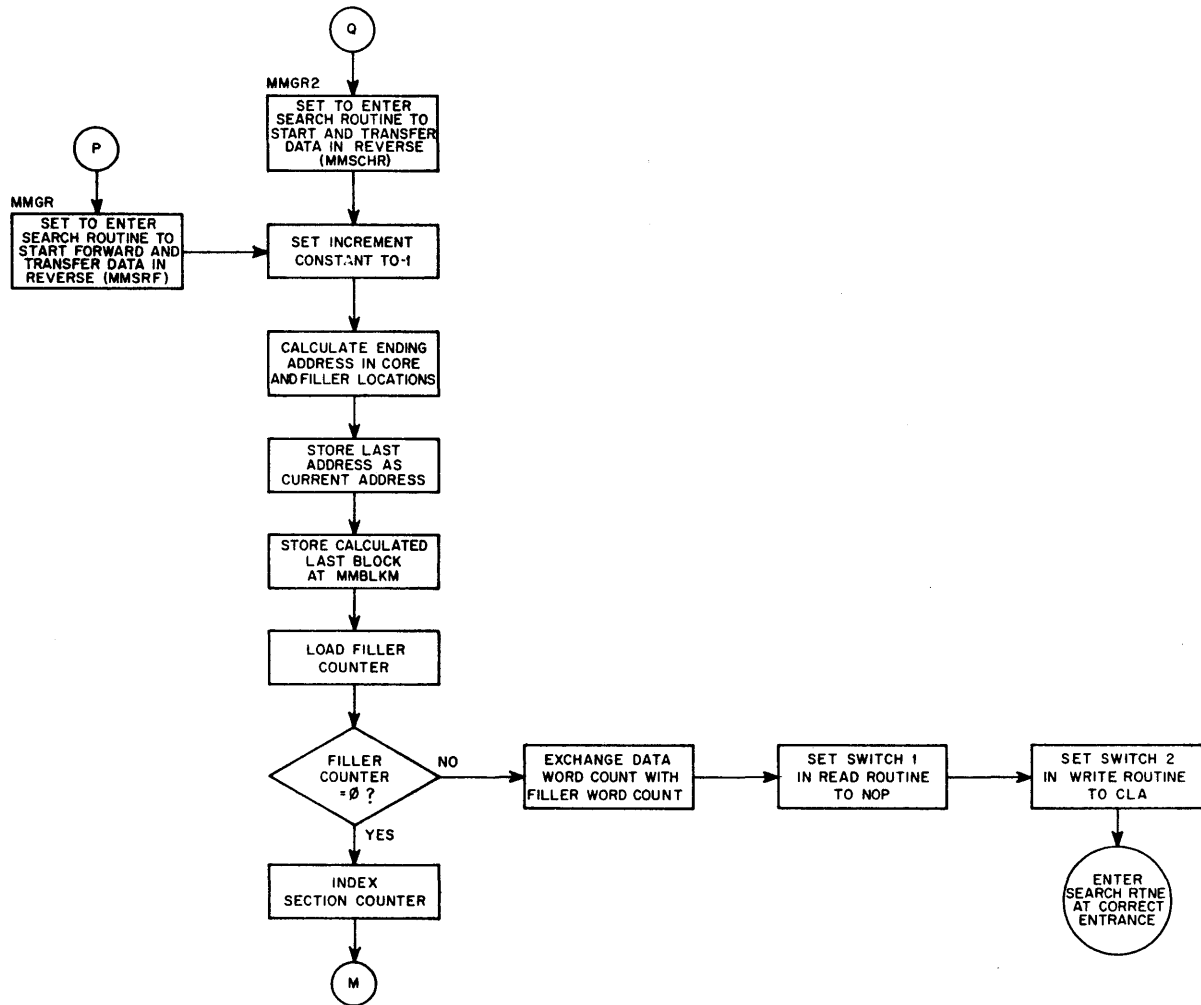 Q
MMGR2
SET TO ENTER
SEARCH ROUTINE TO
START AND TRANSFER
DATA IN REVERSE
(MMSCHR)
P
MMGR
SET TO ENTER
SEARCH ROUTINE TO
START FORWARD AND
TRANSFER DATA IN
REVERSE (MMSRF)
SET INCREMENT
CONSTANT TO-1
CALCULATE ENDING
ADDRESS IN CORE
AND FILLER LOCATIONS
STORE LAST
ADDRESS AS
CURRENT ADDRESS
STORE CALCULATED
LAST BLOCK
AT MMBLKM
LOAD FILLER
COUNTER
FILLER
COUNTER
=Ø ?
NO
EXCHANGE DATA
WORD COUNT WITH
FILLER WORD COUNT
SET SWITCH 1
IN READ ROUTINE
TO NOP
SET SWITCH 2
IN WRITE ROUTINE
TO CLA
YES
INDEX
SECTION COUNTER
ENTER
SEARCH RTNE
AT CORRECT
ENTRANCE
M